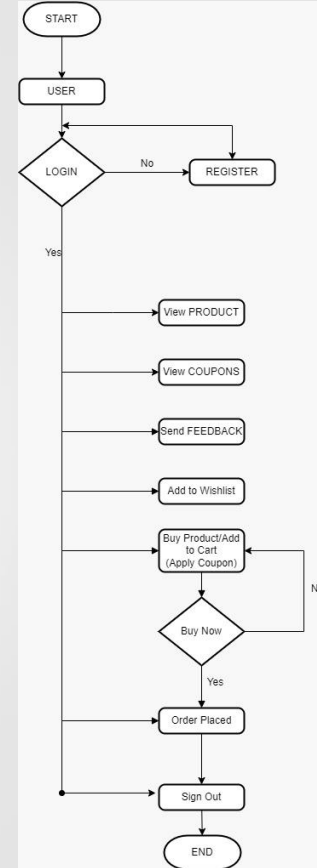 START
USER
LOGIN
No
REGISTER
Yes
View PRODUCT
View COUPONS
Send FEEDBACK
Add to Wishlist
Buy Product/Add
to Cart
(Apply Coupon)
N
Buy Now
Yes
Order Placed
Sign Out
END